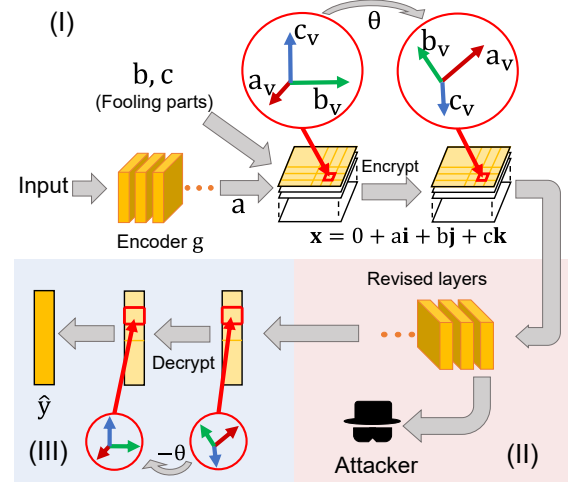 (I)
θ
c_v
a_v
b_v
b_v
a_v
c_v
b, c
(Fooling parts)
Input
a
Encrypt
Encoder g
x = 0 + ai + bj + ck
Revised layers
Decrypt
ŷ
−θ
(III)
Attacker
(II)